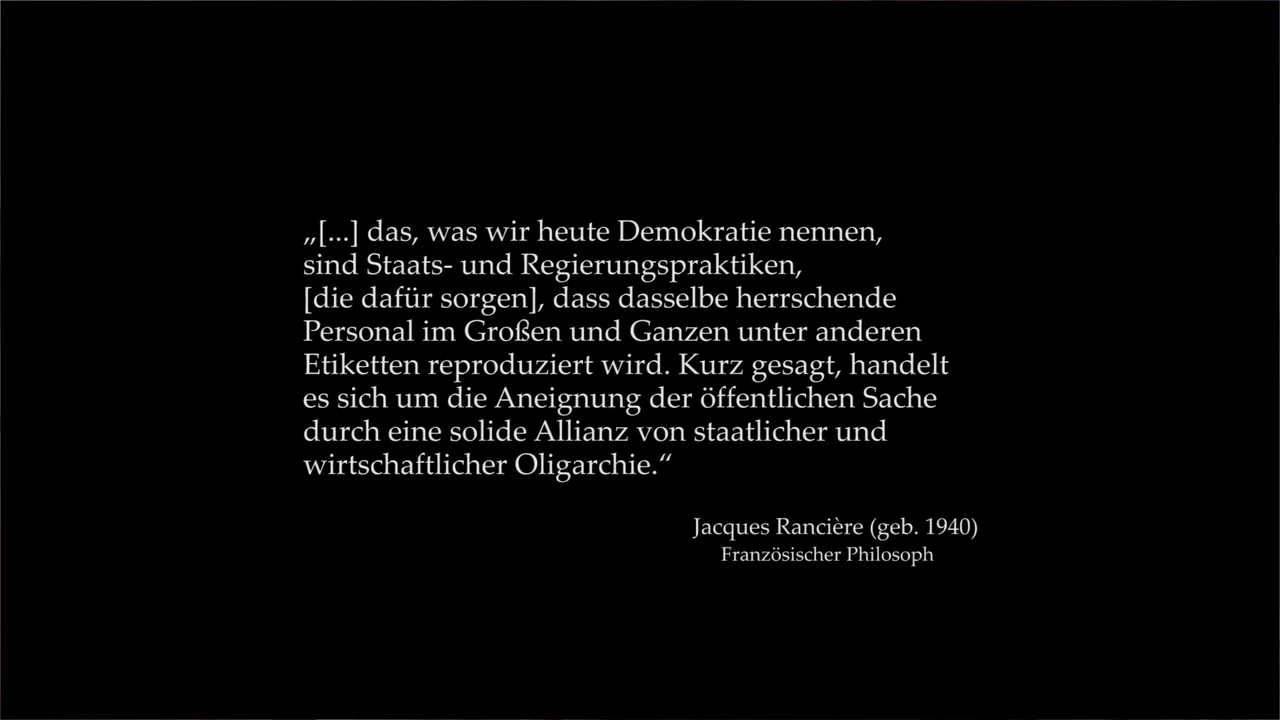 „[...] das, was wir heute Demokratie nennen,
sind Staats- und Regierungspraktiken,
[die dafür sorgen], dass dasselbe herrschende
Personal im Großen und Ganzen unter anderen
Etiketten reproduziert wird. Kurz gesagt, handelt
es sich um die Aneignung der öffentlichen Sache
durch eine solide Allianz von staatlicher und
wirtschaftlicher Oligarchie.“
Jacques Rancière (geb. 1940)
Französischer Philosoph